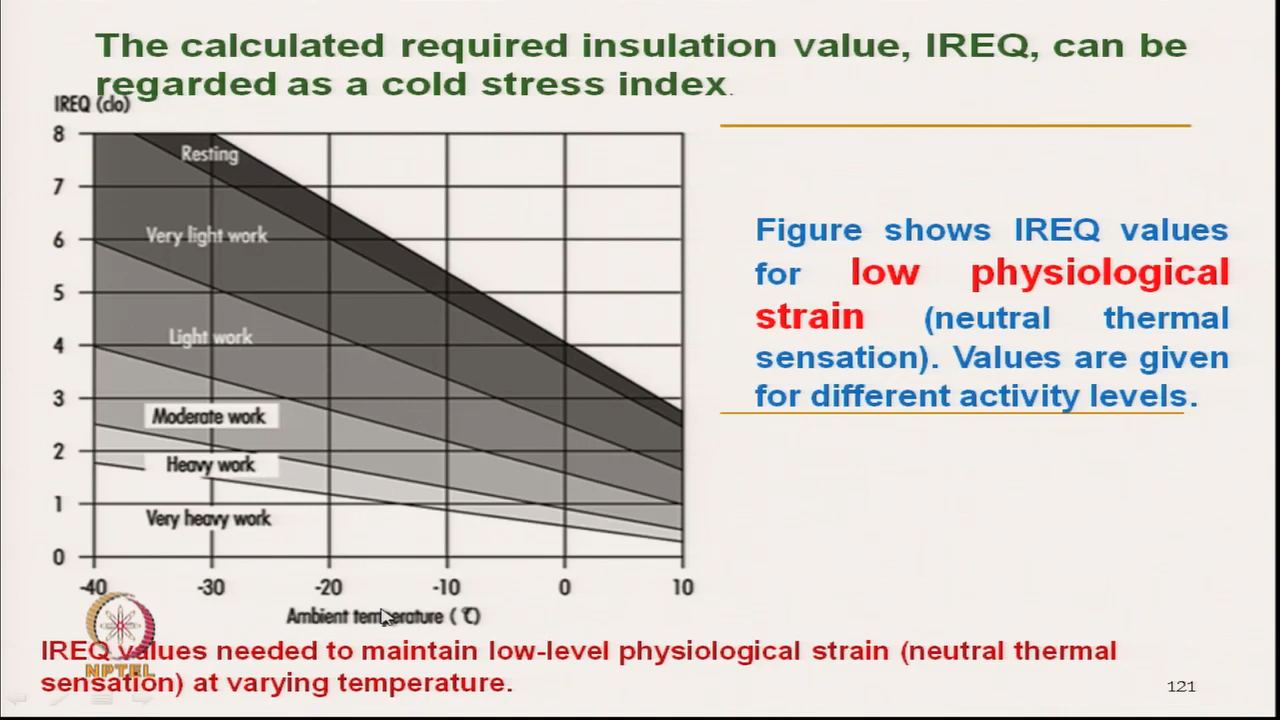 The calculated required insulation value, IREQ, can be
regarded as a cold stress index.
IREQ (clo)
8
7
6
5
4
3
2
1
0
Resting
Very light work
Light work
Moderate work
Heavy work
Very heavy work
-40 -30 -20 -10 0 10
Ambient temperature (°C)
Figure shows IREQ values
for low physiological
strain (neutral thermal
sensation). Values are given
for different activity levels.
IREQ values needed to maintain low-level physiological strain (neutral thermal
sensation) at varying temperature.
NPTEL
121